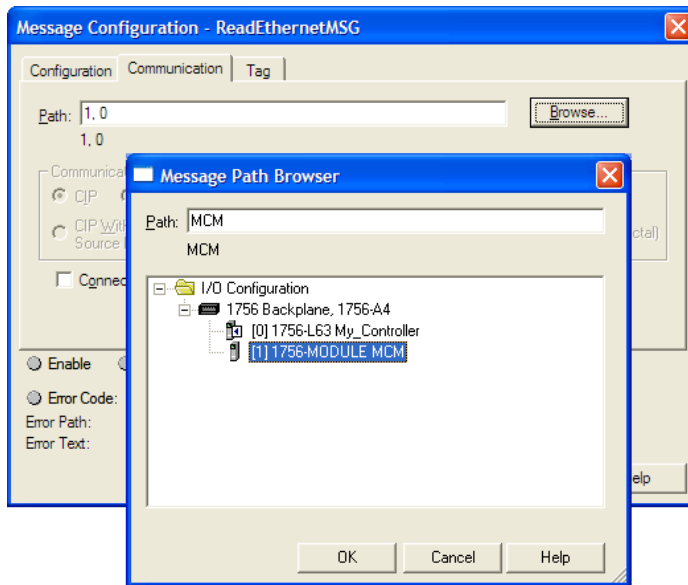 Message Configuration - ReadEthernetMSG
Configuration Communication Tag
Path: 1, 0 Browse...
1, 0
Message Path Browser
Path: MCM
MCM
CIP
Source
I/O Configuration
1756 Backplane, 1756-A4
[0] 1756-L63 My_Controller
[1] 1756-MODULE MCM
Enable
Error Code:
Error Path:
Error Text:
OK Cancel Help